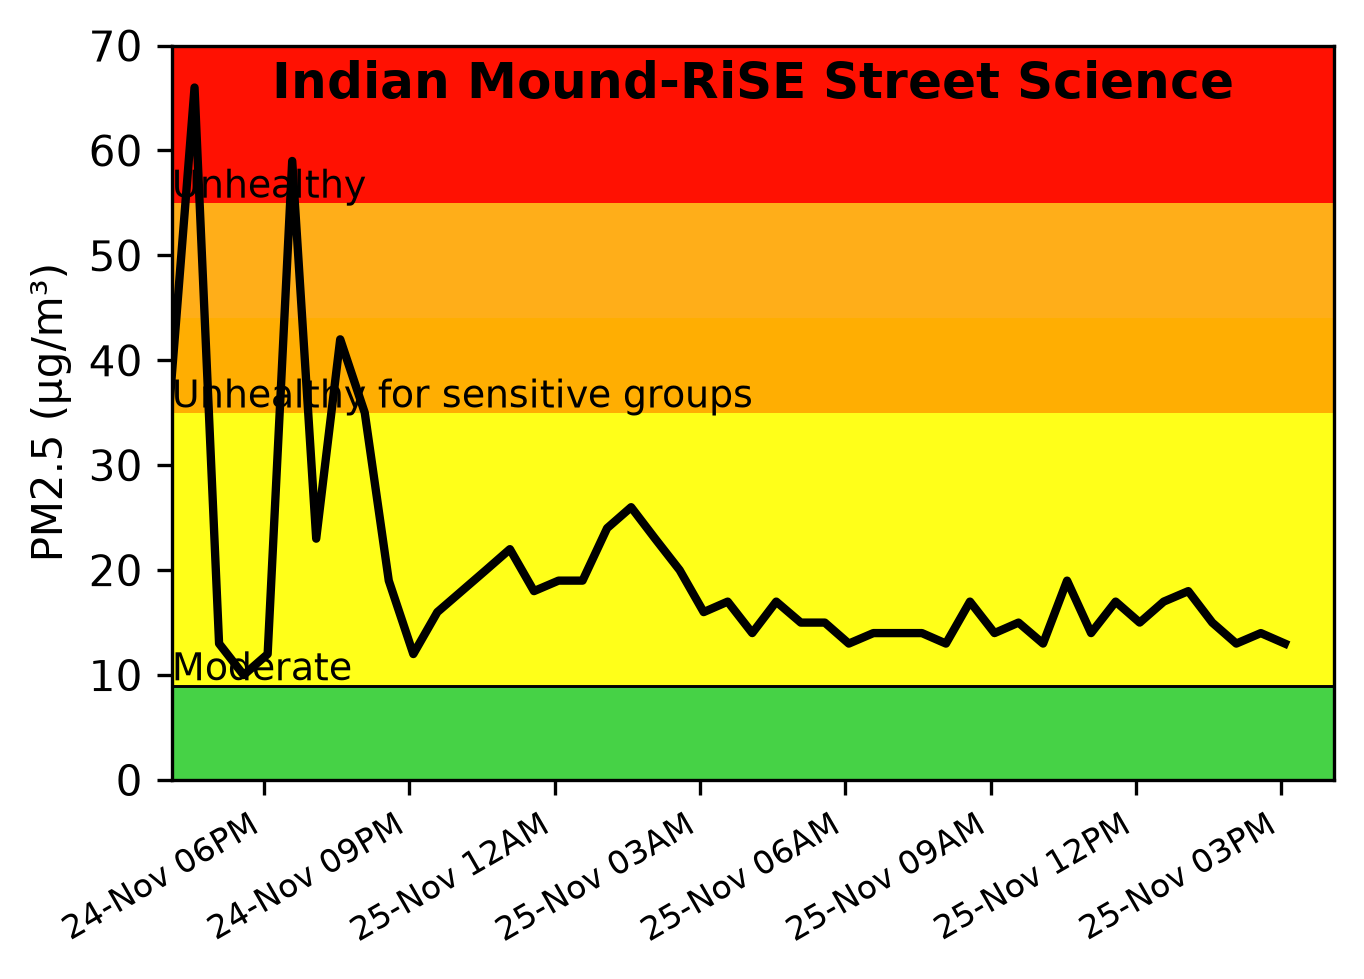 Indian Mound-RiSE Street Science
PM2.5 (µg/m³)
70
60
50
40
30
20
10
0
Unhealthy
Unhealthy for sensitive groups
Moderate
24-Nov 06PM
24-Nov 09PM
25-Nov 12AM
25-Nov 03AM
25-Nov 06AM
25-Nov 09AM
25-Nov 12PM
25-Nov 03PM